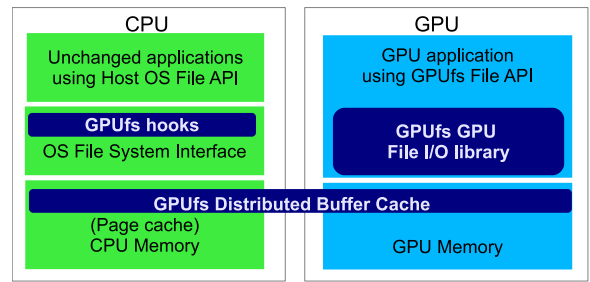 CPU
Unchanged applications
using Host OS File API
GPUfs hooks
OS File System Interface
GPUfs Distributed Buffer Cache
(Page cache)
CPU Memory
GPU
GPU application
using GPUfs File API
GPUfs GPU
File I/O library
GPU Memory